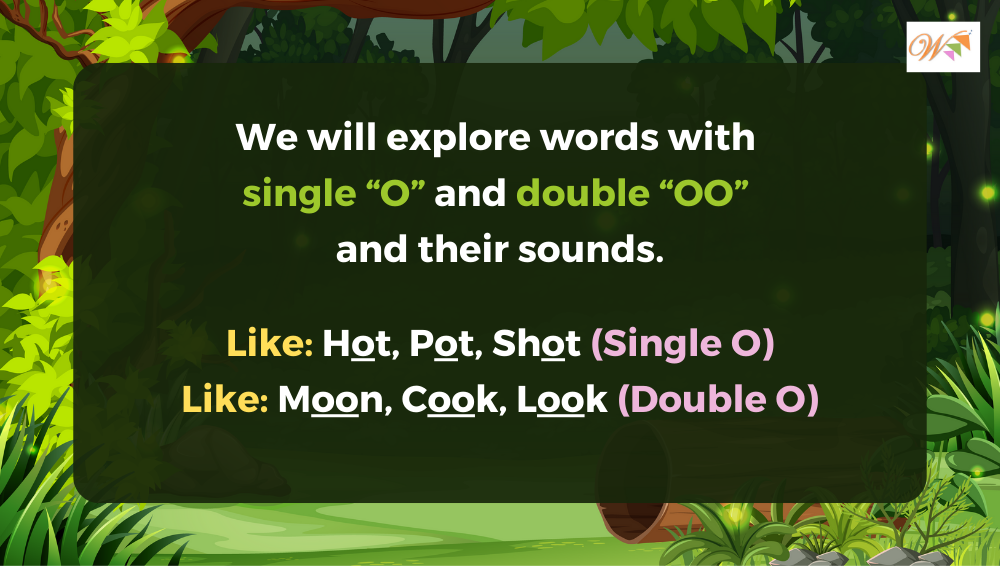 W
We will explore words with
single “O” and double “OO”
and their sounds.
Like: Hot, Pot, Shot (Single O)
Like: Moon, Cook, Look (Double O)